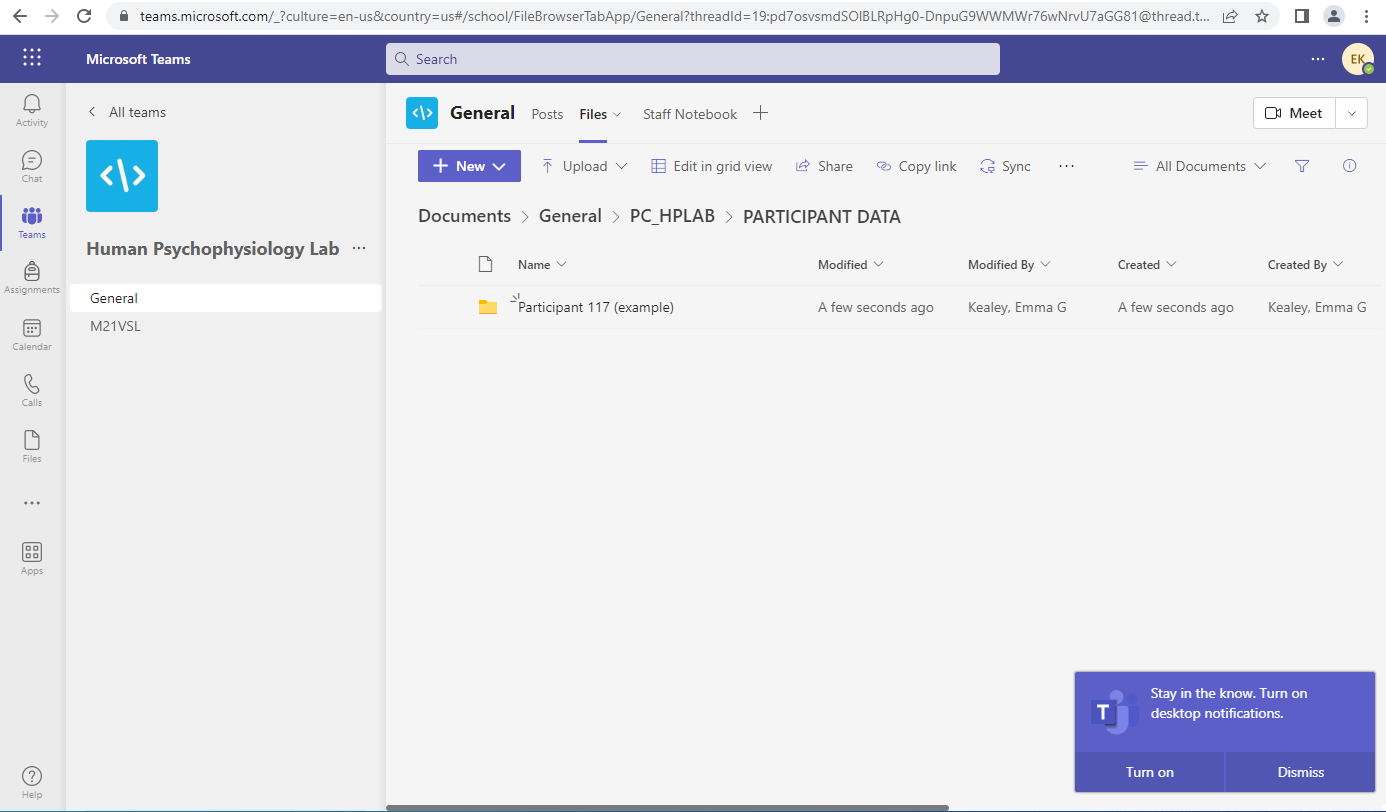 teams.microsoft.com/_?culture=en-us&country=us#/school/FileBrowserTabApp/General?threadId=19:pd7osvsmdSOlBLRpHg0-DnpuG9WWMWr76wNrvU7aGG81@thread.t...
Microsoft Teams
Search
EK
Activity
Chat
Teams
Assignments
Calendar
Calls
Files
Apps
Help
All teams
</>
Human Psychophysiology Lab
General
M21VSL
</> General Posts Files Staff Notebook
Meet
New Upload Edit in grid view Share Copy link Sync All Documents
Documents > General > PC_HPLAB > PARTICIPANT DATA
Name Modified Modified By Created Created By
Participant 117 (example) A few seconds ago Kealey, Emma G A few seconds ago Kealey, Emma G
T
Stay in the know. Turn on
desktop notifications.
Turn on Dismiss